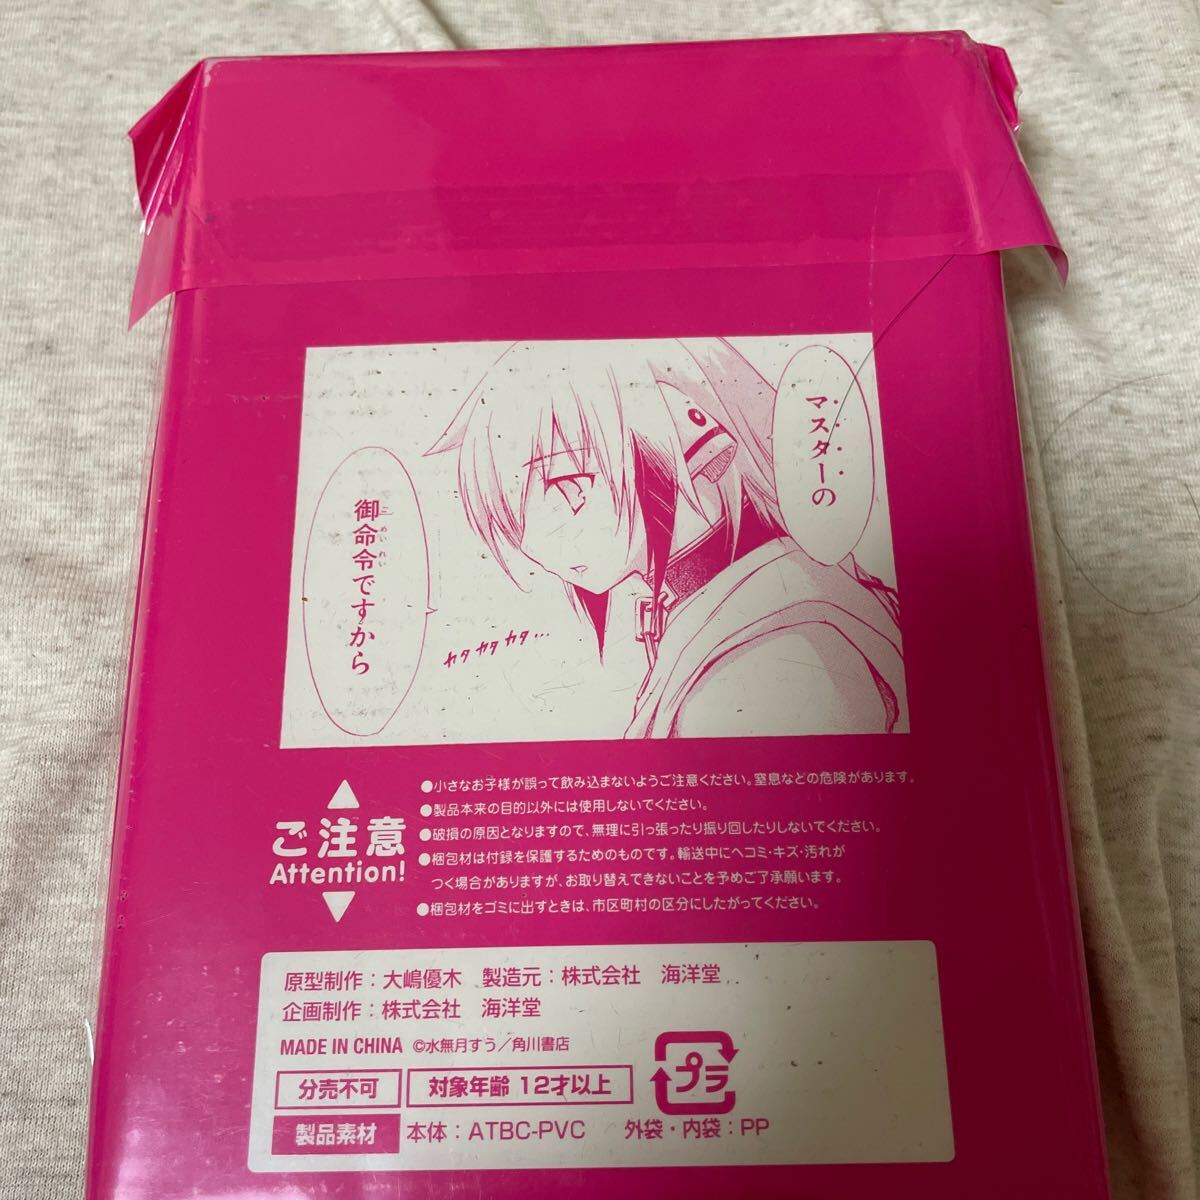 マスターの
御命令ですから
ごめいれい
カタカタカタ・・・
ご注意
Attention!
●小さなお子様が誤って飲み込まないようご注意ください。窒息などの危険があります。
●製品本来の目的以外には使用しないでください。
●破損の原因となりますので、無理に引っ張ったり振り回したりしないでください。
●梱包材は付録を保護するためのものです。輸送中にヘコミ・キズ・汚れが
つく場合がありますが、お取り替えできないことを予めご了承願います。
●梱包材をゴミに出すときは、市区町村の区分にしたがってください。
原型制作：大嶋優木 製造元：株式会社 海洋堂
企画制作：株式会社 海洋堂
MADE IN CHINA ©水無月すう／角川書店
プラ
分売不可 対象年齢 12才以上
製品素材 本体：ATBC-PVC 外袋・内袋：PP